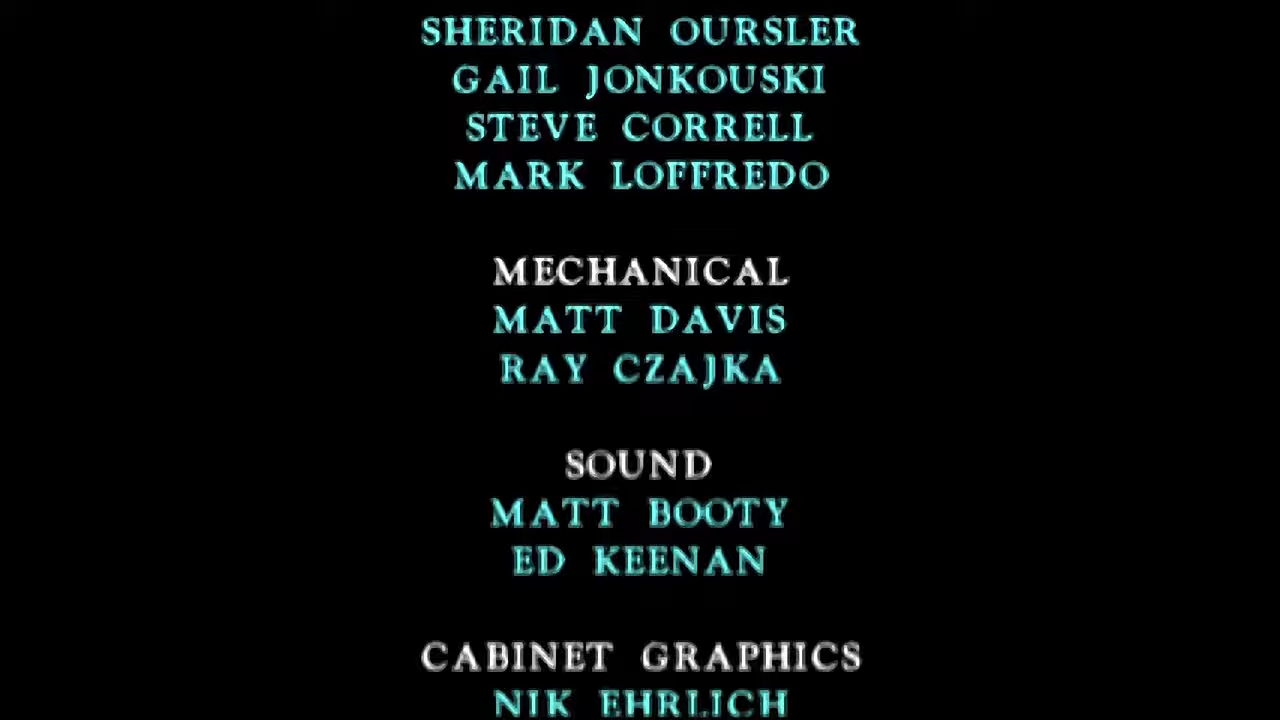 SHERIDAN OURSLER
GAIL JONKOUSKI
STEVE CORRELL
MARK LOFFREDO
MECHANICAL
MATT DAVIS
RAY CZAJKA
SOUND
MATT BOOTY
ED KEENAN
CABINET GRAPHICS
NIK EHRLICH